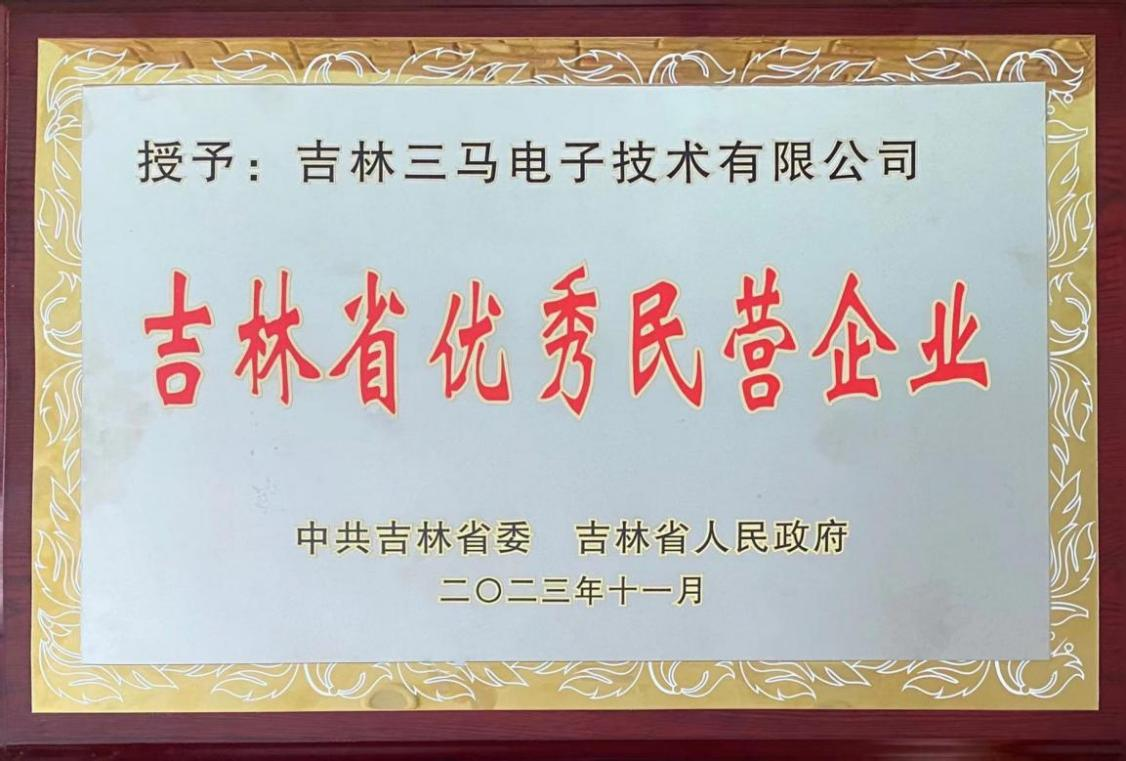 授予：吉林三马电子技术有限公司
吉林省优秀民营企业
中共吉林省委　吉林省人民政府
二〇二三年十一月